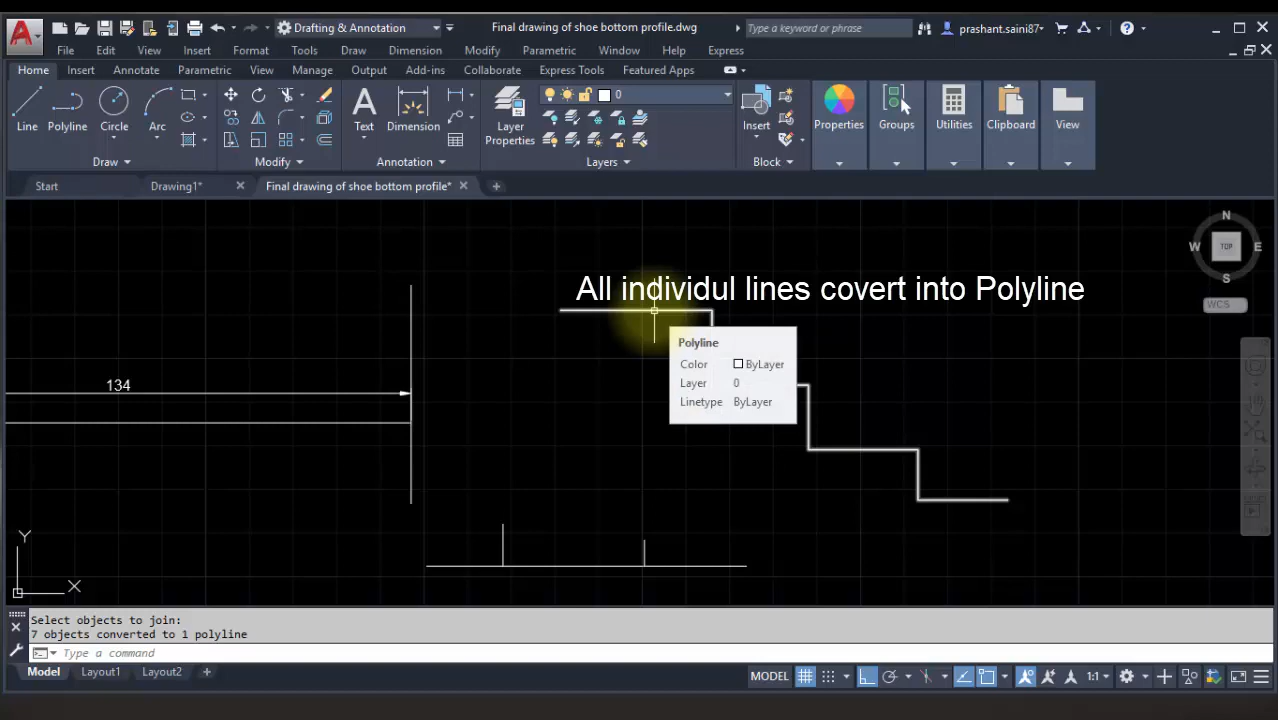 Drafting & Annotation
Final drawing of shoe bottom profile.dwg
Type a keyword or phrase
prashant.saini87
File Edit View Insert Format Tools Draw Dimension Modify Parametric Window Help Express
Home Insert Annotate Parametric View Manage Output Add-ins Collaborate Express Tools Featured Apps
0
Line Polyline Circle Arc
Text Dimension
Layer
Properties
Insert
Properties Groups Utilities Clipboard View
Draw Modify Annotation Layers Block
Start Drawing1* Final drawing of shoe bottom profile*
N
W TOP E
S
WCS
All individul lines covert into Polyline
Polyline
Color ByLayer
Layer 0
Linetype ByLayer
134
Y
X
Select objects to join:
7 objects converted to 1 polyline
Type a command
Model Layout1 Layout2
MODEL
1:1